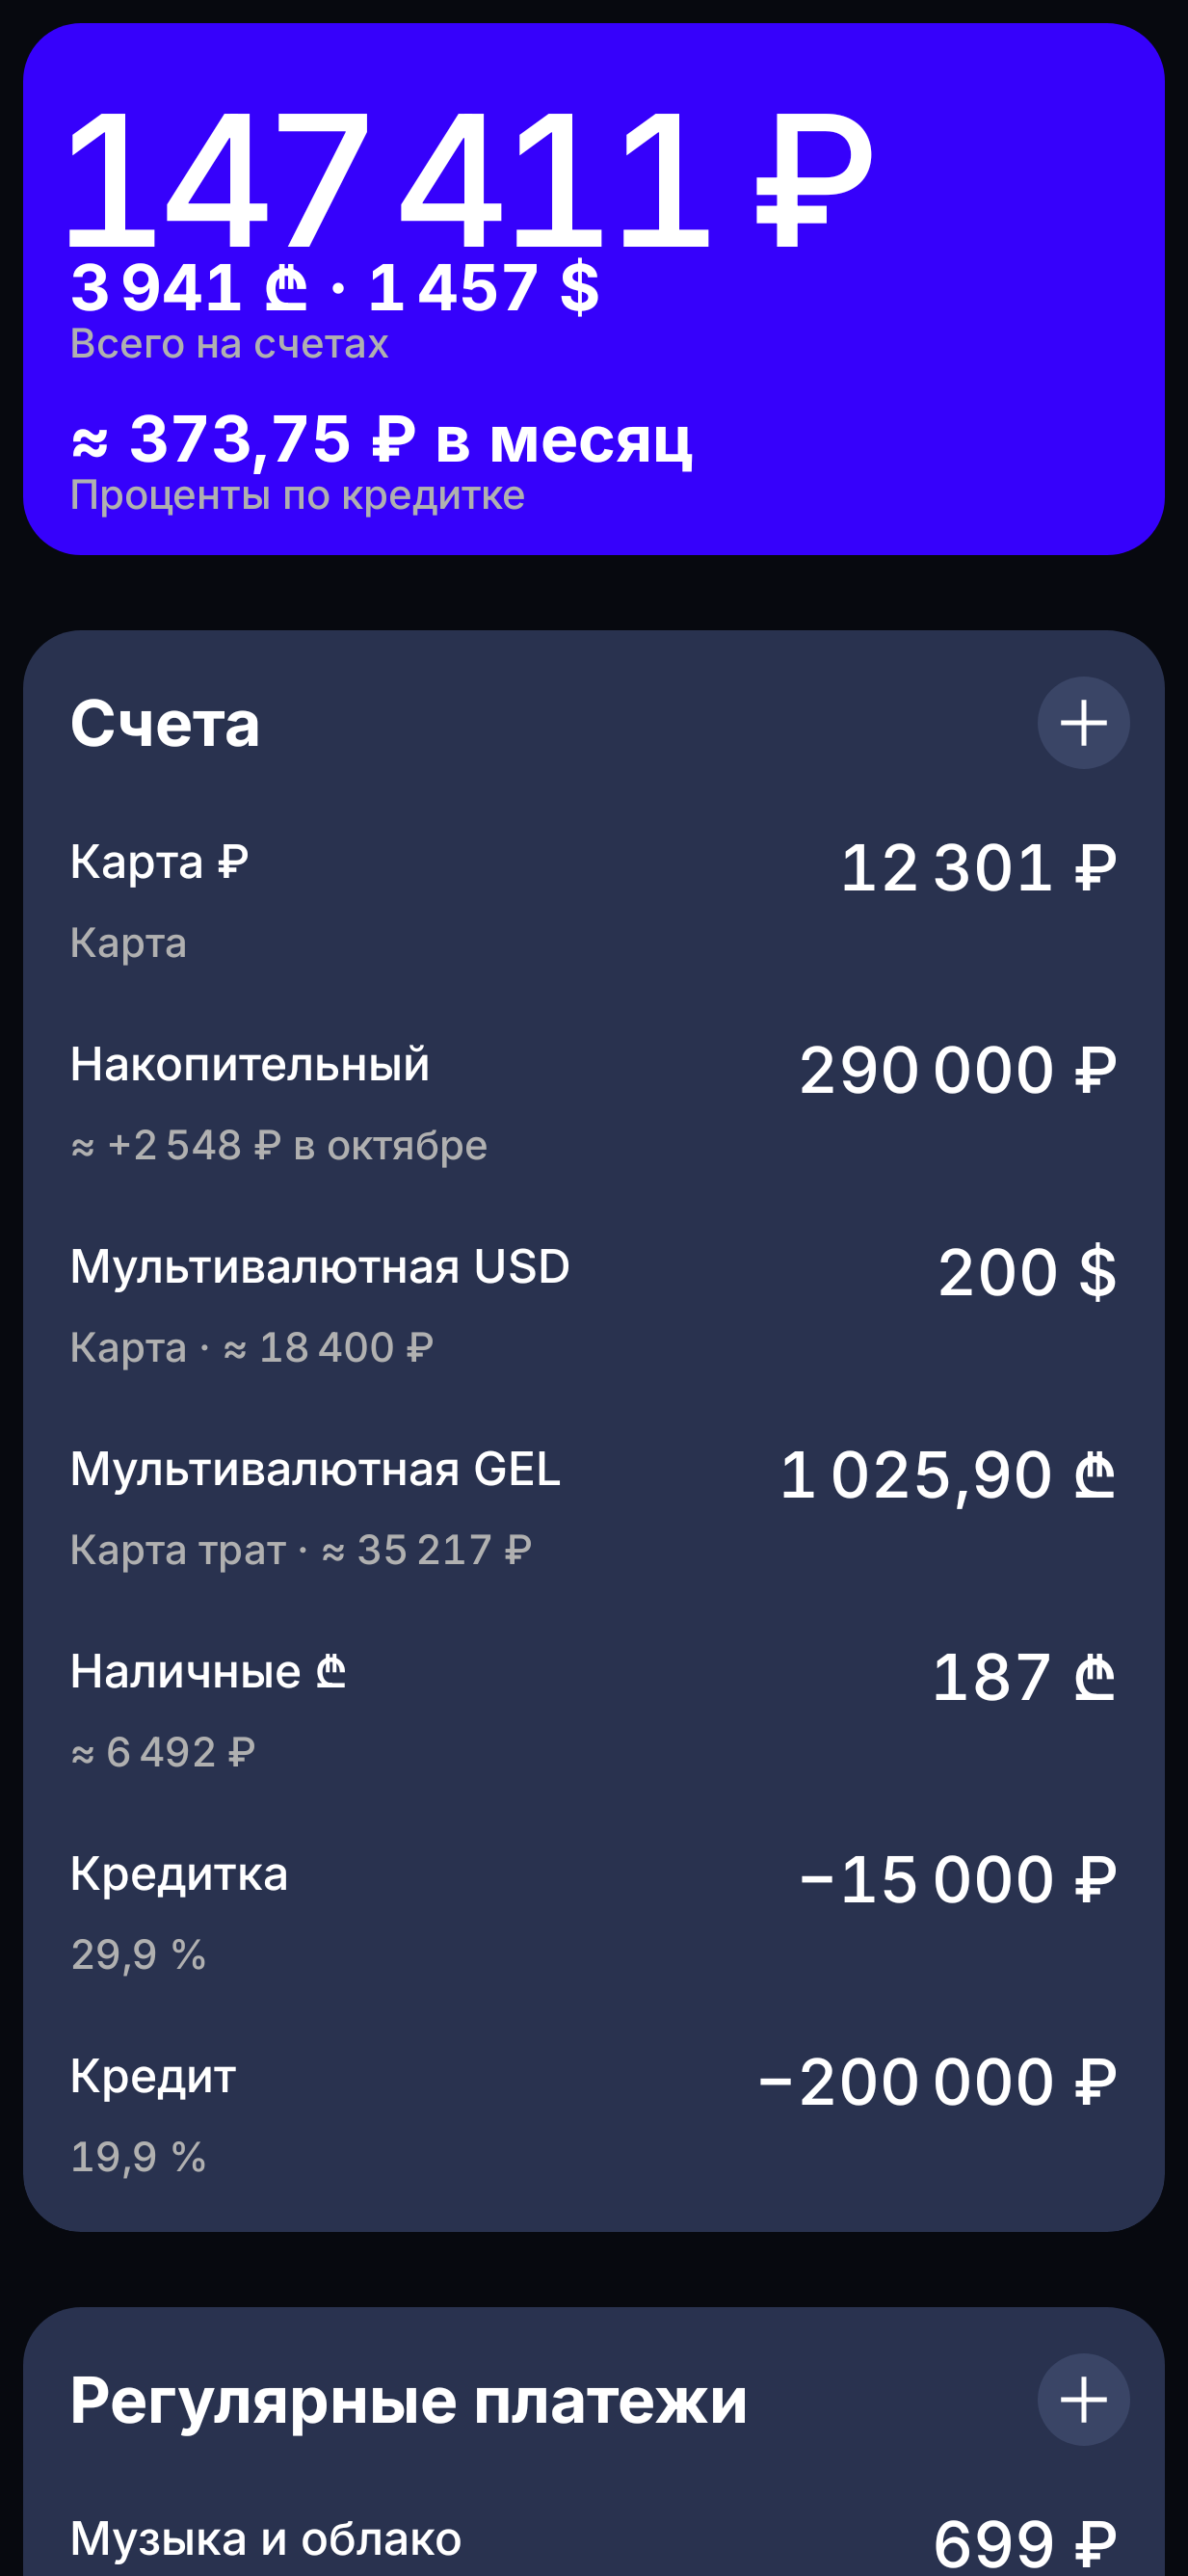 147 411 ₽
3 941 ₾ · 1 457 $
Всего на счетах
≈ 373,75 ₽ в месяц
Проценты по кредитке
Счета
Карта ₽
12 301 ₽
Карта
Накопительный
290 000 ₽
≈ +2 548 ₽ в октябре
Мультивалютная USD
200 $
Карта · ≈ 18 400 ₽
Мультивалютная GEL
1 025,90 ₾
Карта трат · ≈ 35 217 ₽
Наличные ₾
187 ₾
≈ 6 492 ₽
Кредитка
−15 000 ₽
29,9 %
Кредит
−200 000 ₽
19,9 %
Регулярные платежи
Музыка и облако
699 ₽